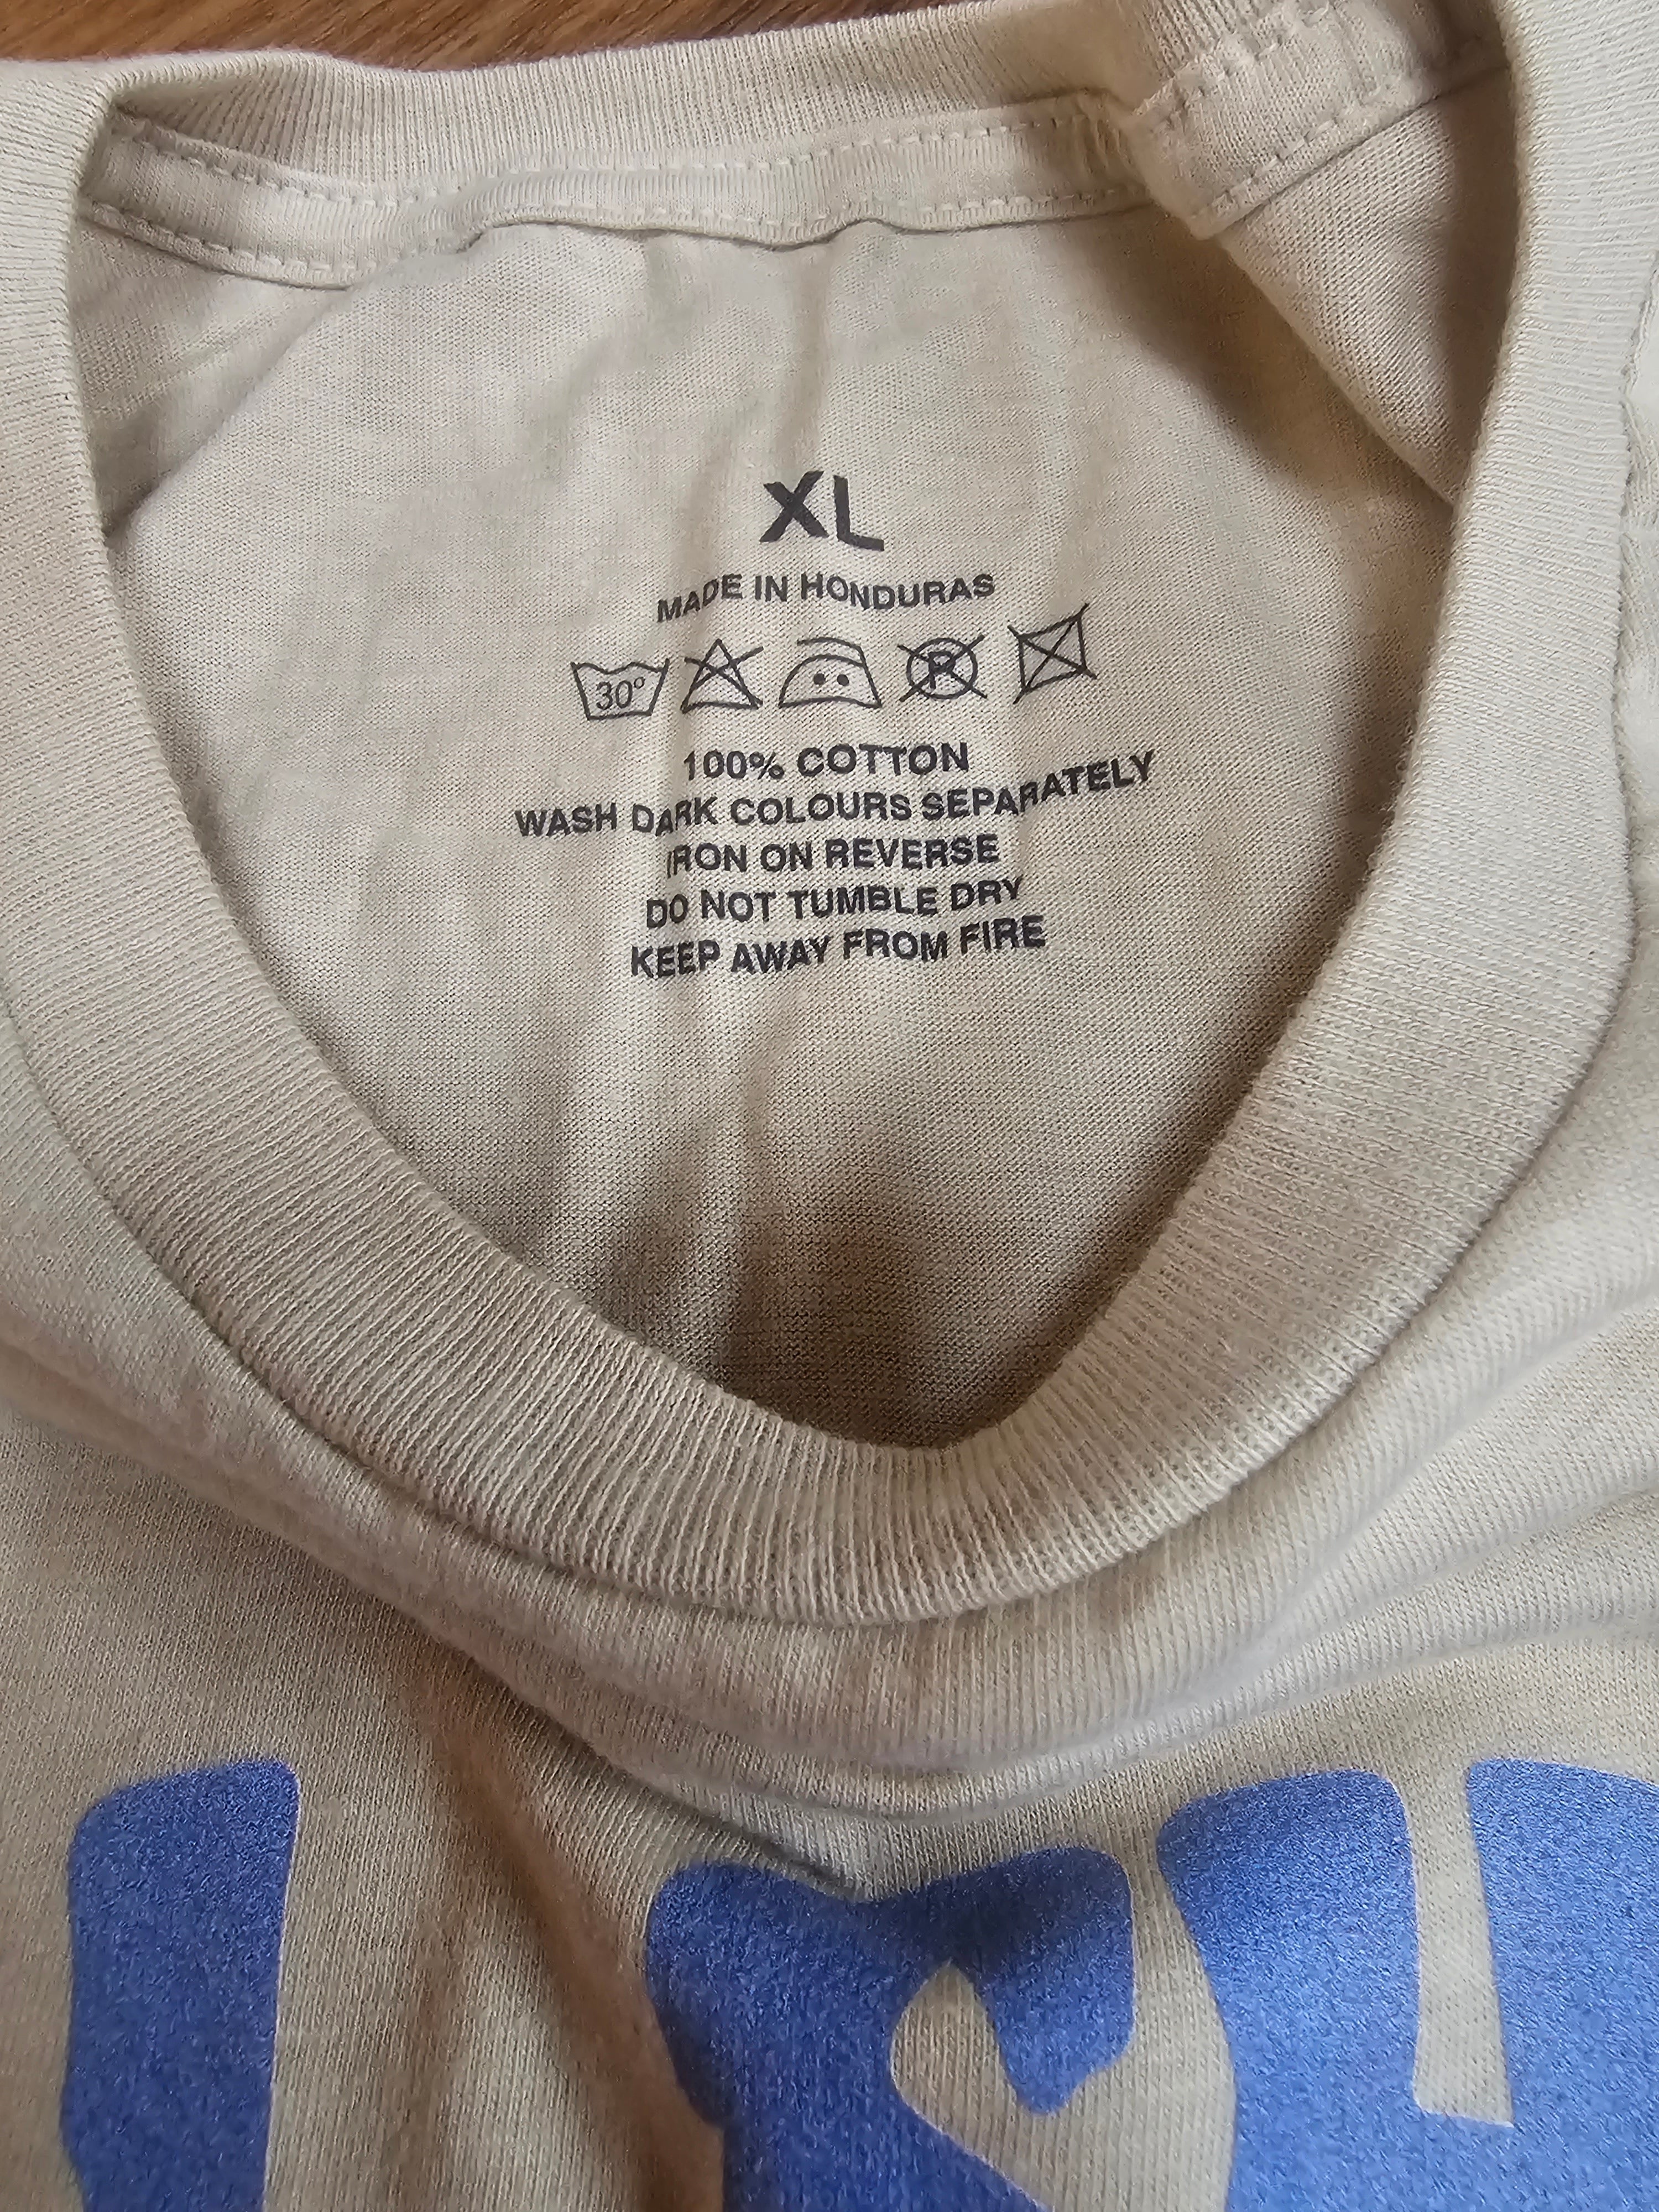 XL
MADE IN HONDURAS
30° P
100% COTTON
WASH DARK COLOURS SEPARATELY
IRON ON REVERSE
DO NOT TUMBLE DRY
KEEP AWAY FROM FIRE